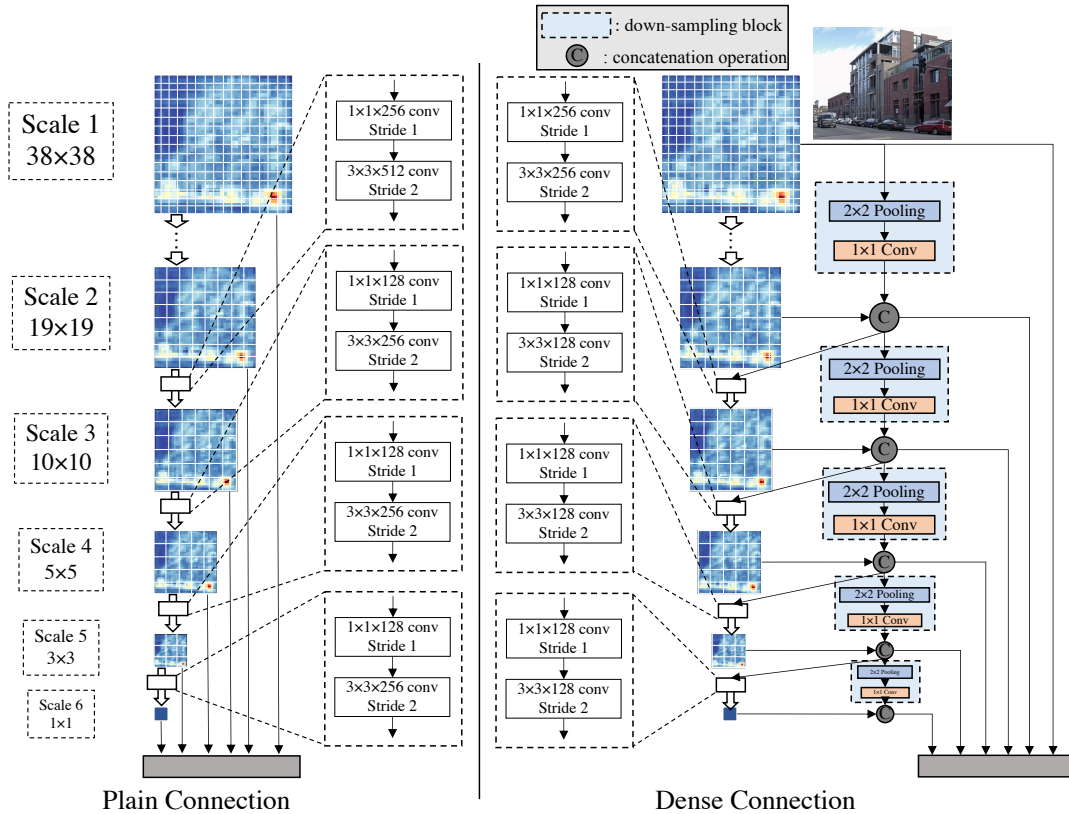 : down-sampling block
C : concatenation operation
Scale 1
38×38
Scale 2
19×19
Scale 3
10×10
Scale 4
5×5
Scale 5
3×3
Scale 6
1×1
1×1×256 conv
Stride 1
3×3×512 conv
Stride 2
1×1×128 conv
Stride 1
3×3×256 conv
Stride 2
1×1×128 conv
Stride 1
3×3×256 conv
Stride 2
1×1×128 conv
Stride 1
3×3×256 conv
Stride 2
Plain Connection
1×1×256 conv
Stride 1
3×3×256 conv
Stride 2
1×1×128 conv
Stride 1
3×3×128 conv
Stride 2
1×1×128 conv
Stride 1
3×3×128 conv
Stride 2
1×1×128 conv
Stride 1
3×3×128 conv
Stride 2
2×2 Pooling
1×1 Conv
C
2×2 Pooling
1×1 Conv
C
2×2 Pooling
1×1 Conv
C
2×2 Pooling
1×1 Conv
C
2×2 Pooling
1×1 Conv
C
Dense Connection